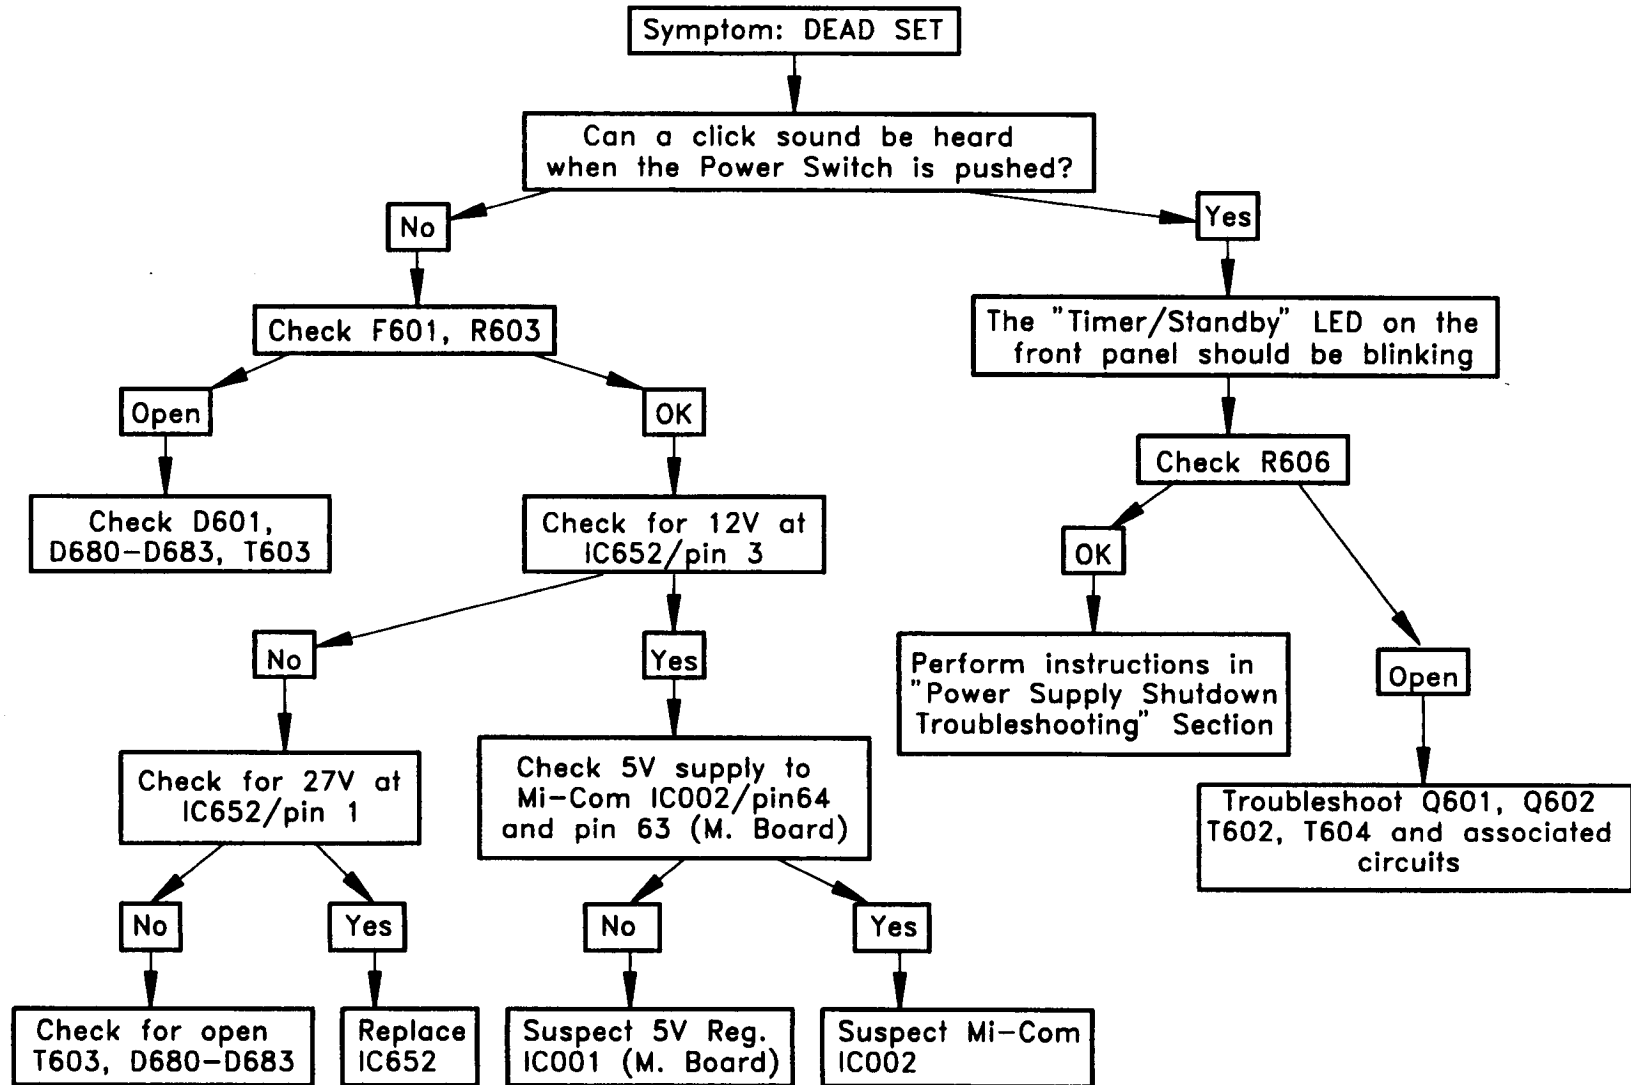 Symptom: DEAD SET
Can a click sound be heard
when the Power Switch is pushed?
No
Yes
Check F601, R603
The "Timer/Standby" LED on the
front panel should be blinking
Open
OK
Check R606
Check D601,
D680-D683, T603
Check for 12V at
IC652/pin 3
OK
Open
No
Yes
Perform instructions in
"Power Supply Shutdown
Troubleshooting" Section
Check for 27V at
IC652/pin 1
Check 5V supply to
Mi-Com IC002/pin64
and pin 63 (M. Board)
Troubleshoot Q601, Q602
T602, T604 and associated
circuits
No
Yes
No
Yes
Check for open
T603, D680-D683
Replace
IC652
Suspect 5V Reg.
IC001 (M. Board)
Suspect Mi-Com
IC002